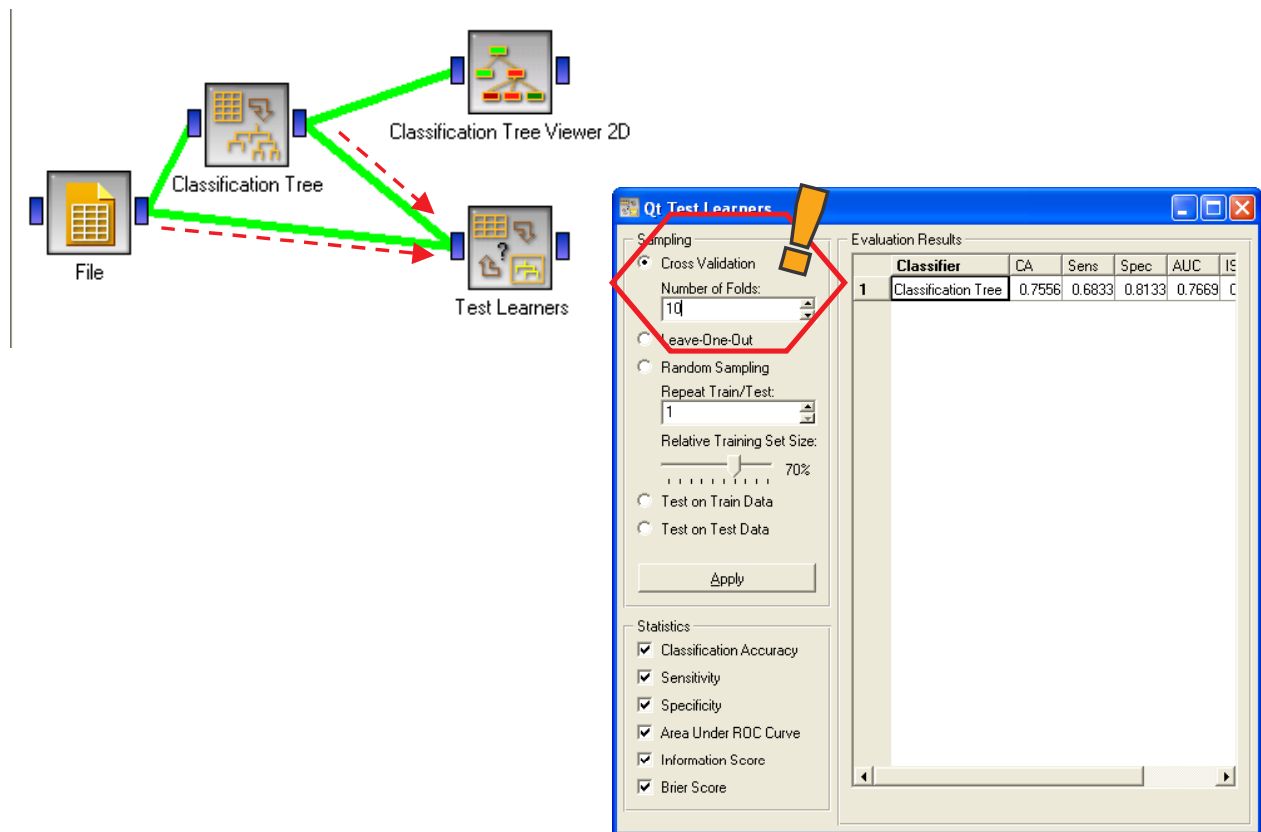 Classification Tree Viewer 2D
Classification Tree
File
Test Learners
Qt Test Learners
Sampling
Cross Validation
Number of Folds:
10
Leave-One-Out
Random Sampling
Repeat Train/Test:
1
Relative Training Set Size:
70%
Test on Train Data
Test on Test Data
Apply
Statistics
Classification Accuracy
Sensitivity
Specificity
Area Under ROC Curve
Information Score
Brier Score
Evaluation Results
Classifier CA Sens Spec AUC
1 Classification Tree 0.7556 0.6833 0.8133 0.7669